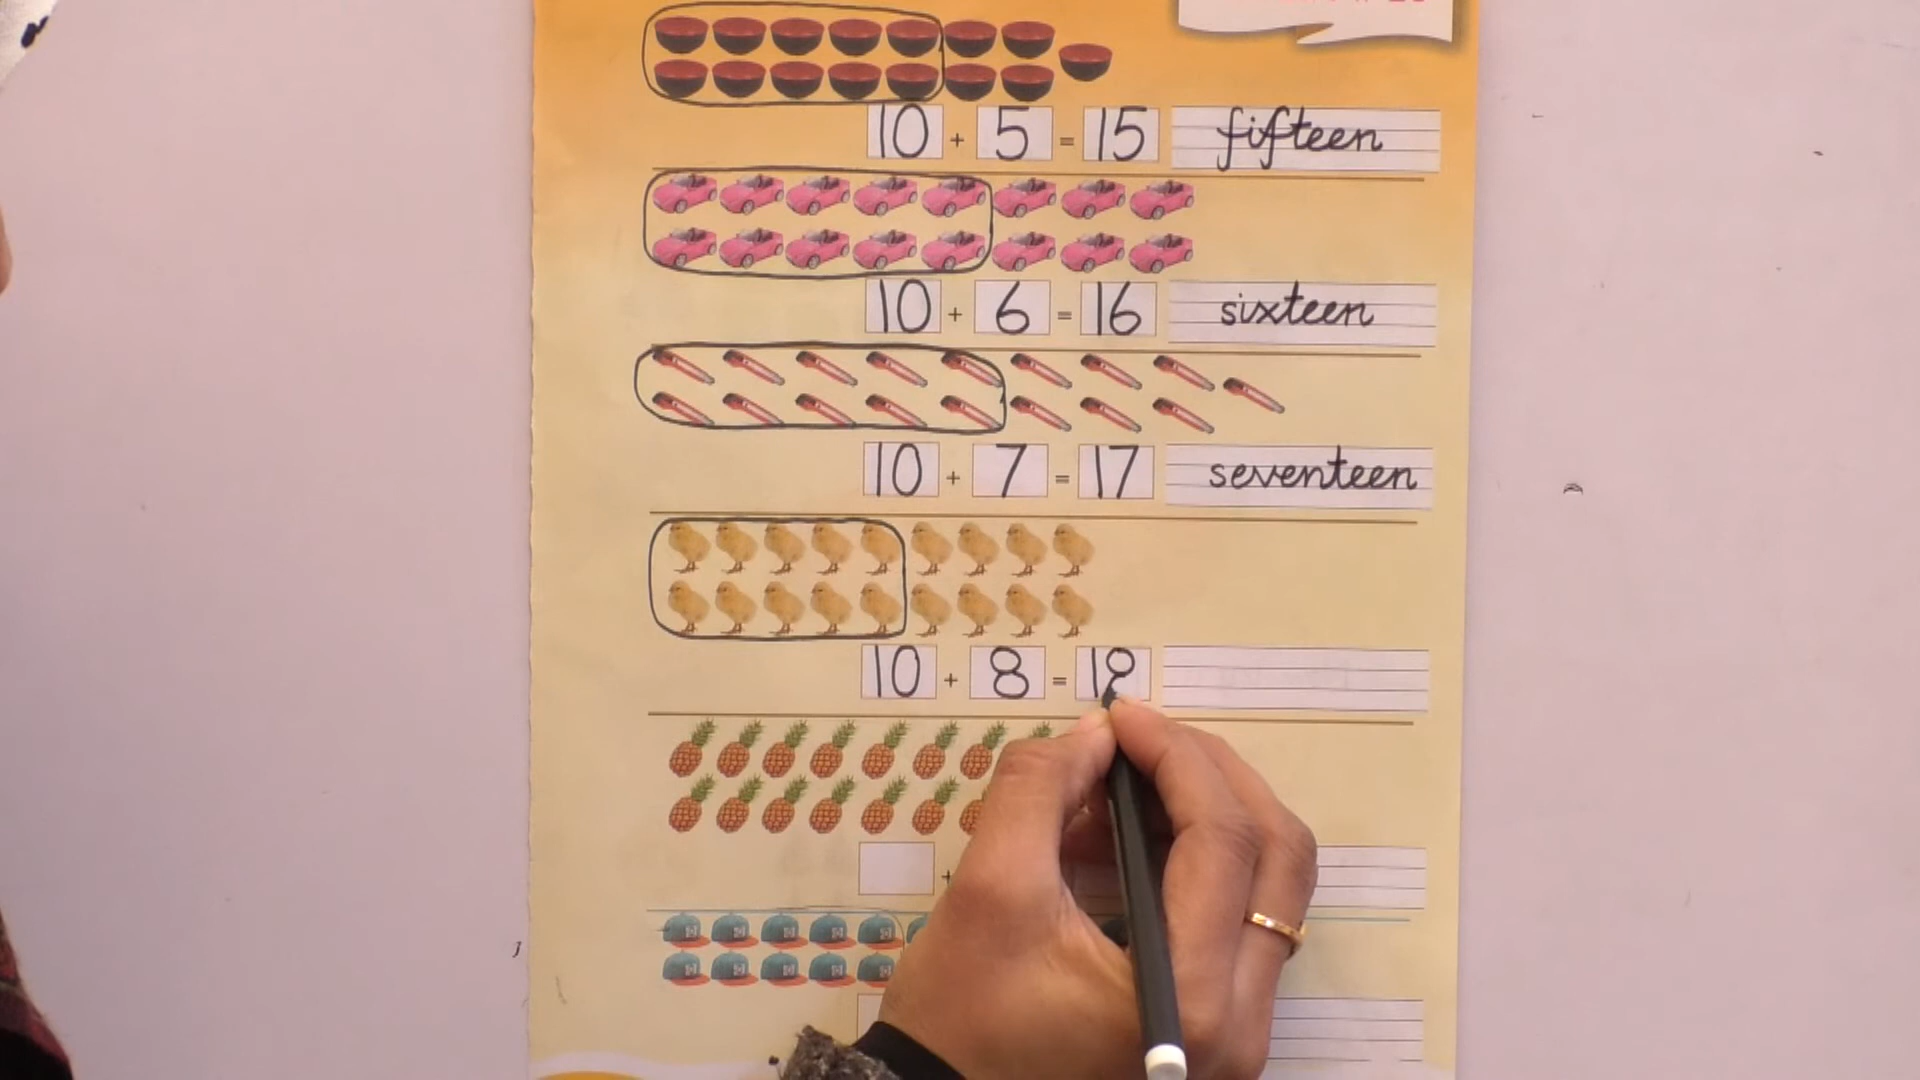 10 + 5 = 15 fifteen
10 + 6 = 16 sixteen
10 + 7 = 17 seventeen
10 + 8 = 18
+